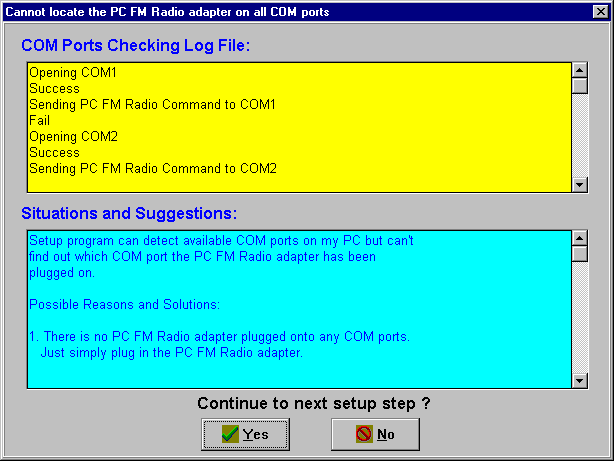 Cannot locate the PC FM Radio adapter on all COM ports
COM Ports Checking Log File:
Opening COM1
Success
Sending PC FM Radio Command to COM1
Fail
Opening COM2
Success
Sending PC FM Radio Command to COM2
Situations and Suggestions:
Setup program can detect available COM ports on my PC but can't
find out which COM port the PC FM Radio adapter has been
plugged on.
Possible Reasons and Solutions:
1. There is no PC FM Radio adapter plugged onto any COM ports.
Just simply plug in the PC FM Radio adapter.
Continue to next setup step ?
Yes
No